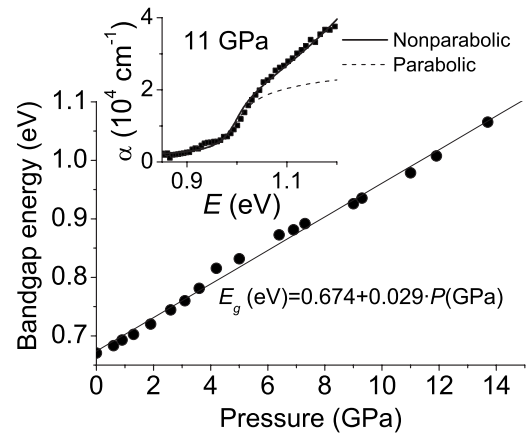 4
11 GPa
Nonparabolic
Parabolic
2
0
α (10⁴ cm⁻¹)
0.9 1.1
E (eV)
1.1
1.0
0.9
0.8
0.7
Bandgap energy (eV)
E_g (eV)=0.674+0.029·P(GPa)
0 2 4 6 8 10 12 14
Pressure (GPa)